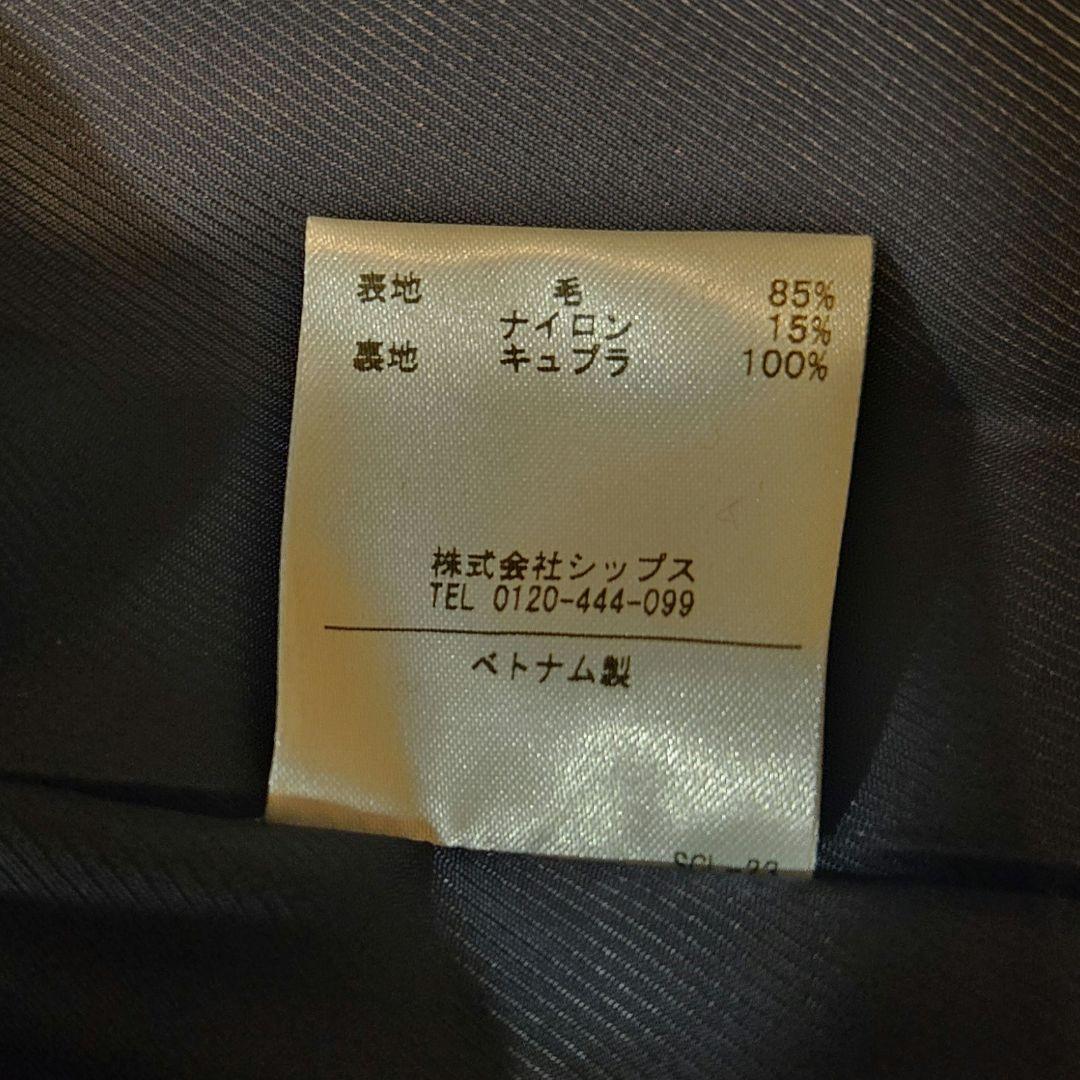 表地 毛 85%
ナイロン 15%
裏地 キュプラ 100%
株式会社シップス
TEL 0120-444-099
ベトナム製